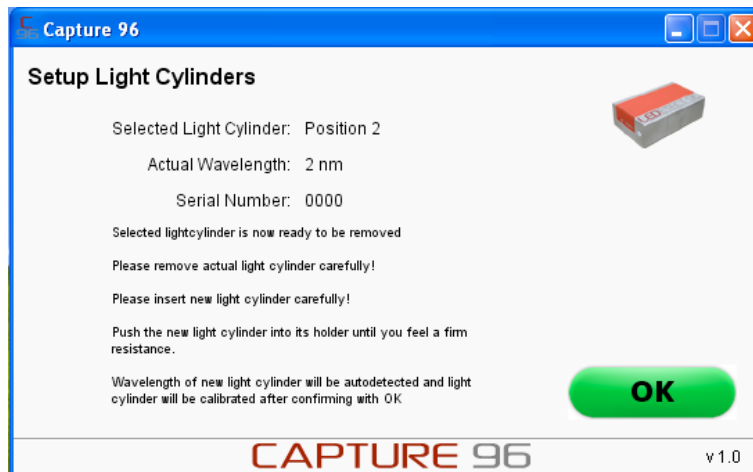 C
96 Capture 96
Setup Light Cylinders
LED
Selected Light Cylinder: Position 2
Actual Wavelength: 2 nm
Serial Number: 0000
Selected lightcylinder is now ready to be removed
Please remove actual light cylinder carefully!
Please insert new light cylinder carefully!
Push the new light cylinder into its holder until you feel a firm
resistance.
Wavelength of new light cylinder will be autodetected and light
cylinder will be calibrated after confirming with OK
OK
CAPTURE 96
v 1.0